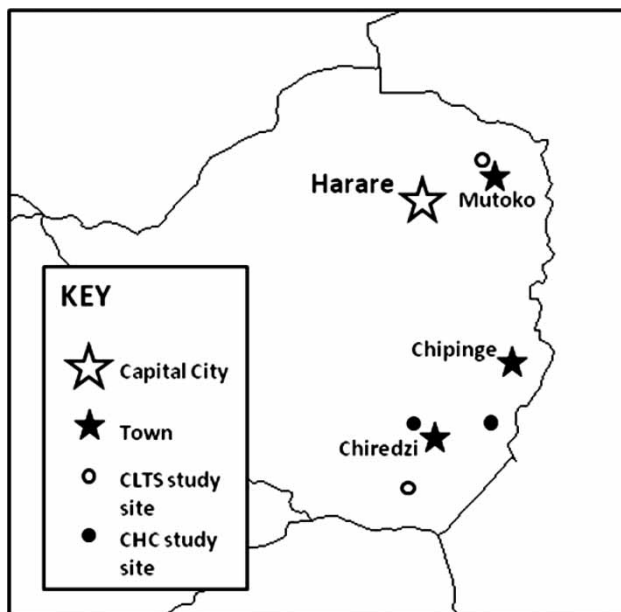 Harare
Mutoko
Chipinge
Chiredzi
KEY
Capital City
Town
CLTS study
site
CHC study
site